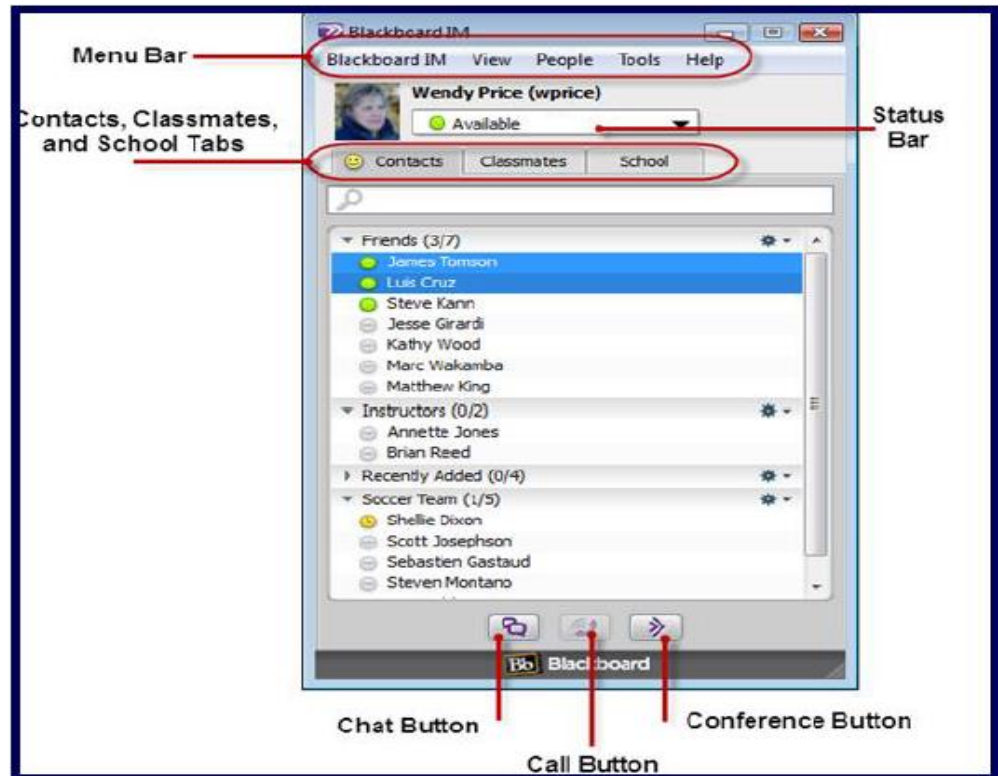 Blackboard IM
Menu Bar
Blackboard IM View People Tools Help
Wendy Price (wprice)
Available
Status
Bar
Contacts, Classmates,
and School Tabs
Contacts Classmates School
Friends (3/7)
James Tomson
Luis Cruz
Steve Kann
Jesse Girardi
Kathy Wood
Marc Wakamba
Matthew King
Instructors (0/2)
Annette Jones
Brian Reed
Recently Added (0/4)
Soccer Team (1/5)
Shellie Dixon
Scott Josephson
Sebastien Gastaud
Steven Montano
Bb Blackboard
Chat Button
Conference Button
Call Button